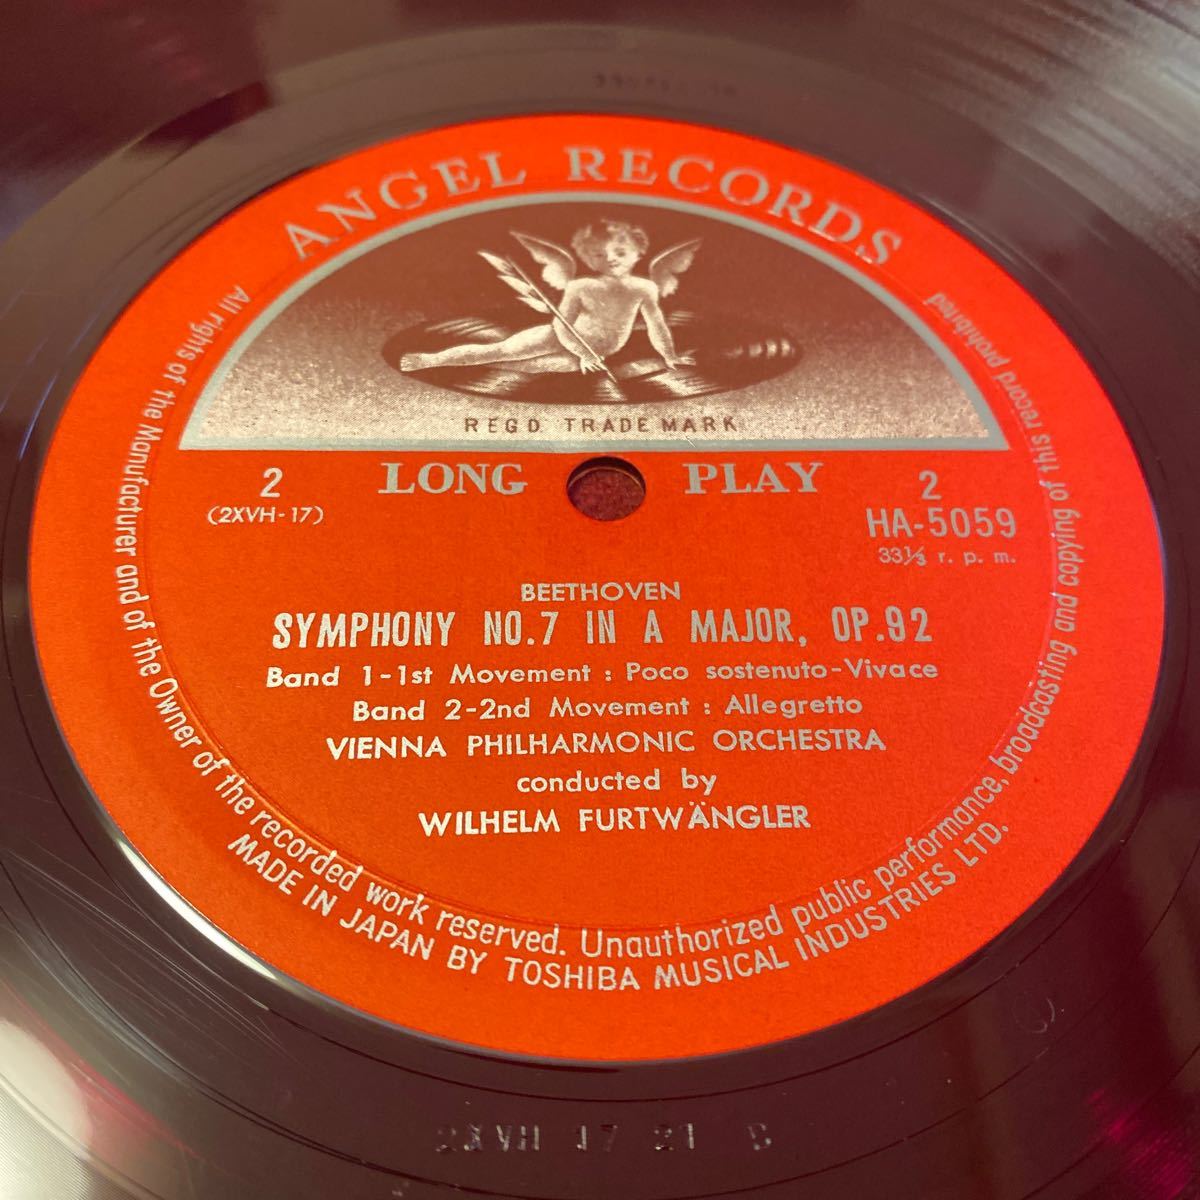 ANGEL RECORDS
REGD TRADE MARK
2 LONG PLAY 2
(2XVH-17) HA-5059
33⅓ r. p. m.
BEETHOVEN
SYMPHONY NO.7 IN A MAJOR, OP.92
Band 1-1st Movement : Poco sostenuto-Vivace
Band 2-2nd Movement : Allegretto
VIENNA PHILHARMONIC ORCHESTRA
conducted by
WILHELM FURTWÄNGLER
All rights of the Manufacturer and of the Owner of the recorded work reserved. Unauthorized public performance, broadcasting and copying of this record prohibited
MADE IN JAPAN BY TOSHIBA MUSICAL INDUSTRIES LTD.
2XVH 17 21